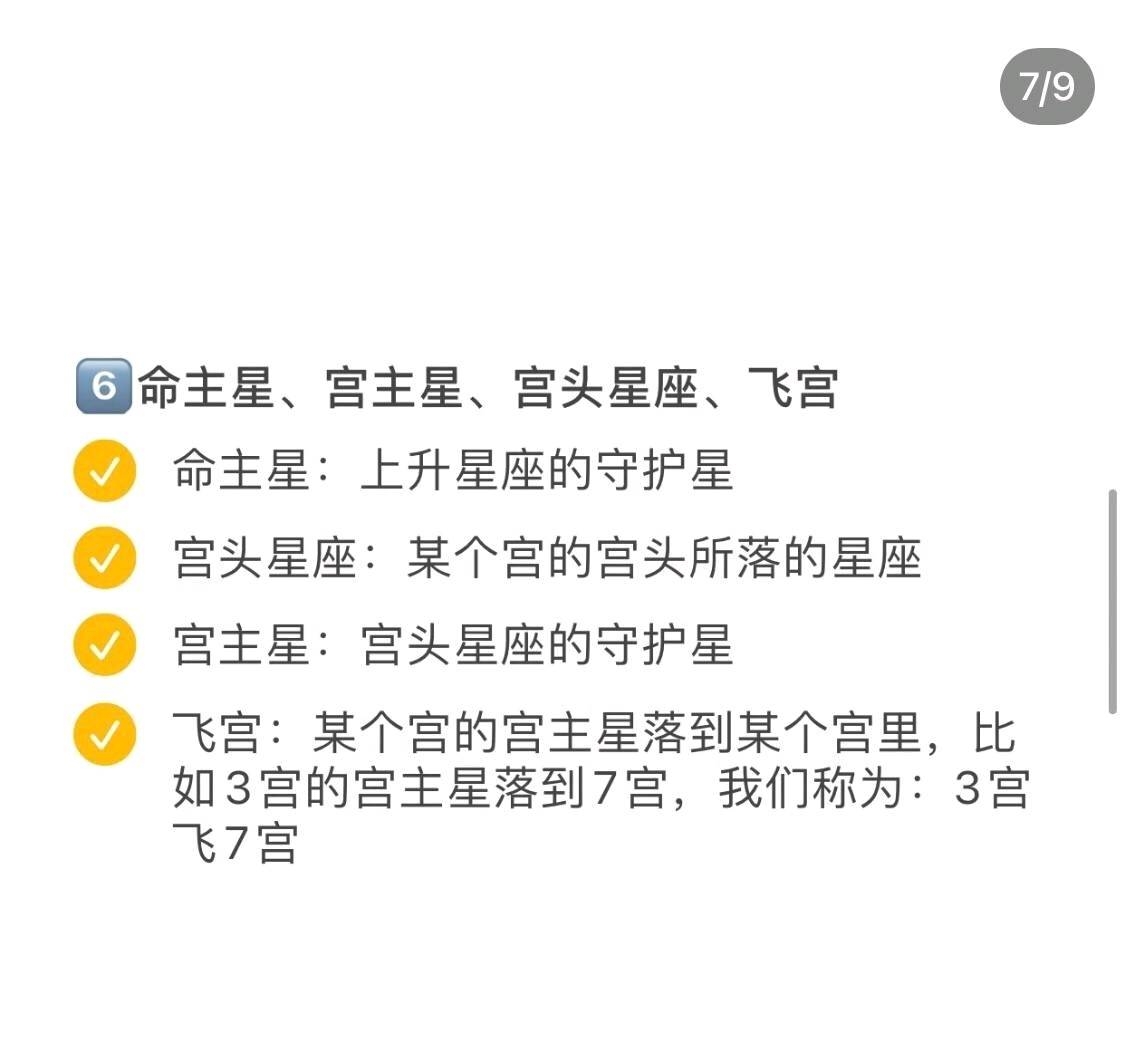 7/9
6️⃣命主星、宫主星、宫头星座、飞宫
命主星：上升星座的守护星
宫头星座：某个宫的宫头所落的星座
宫主星：宫头星座的守护星
飞宫：某个宫的宫主星落到某个宫里，比
如3宫的宫主星落到7宫，我们称为：3宫
飞7宫